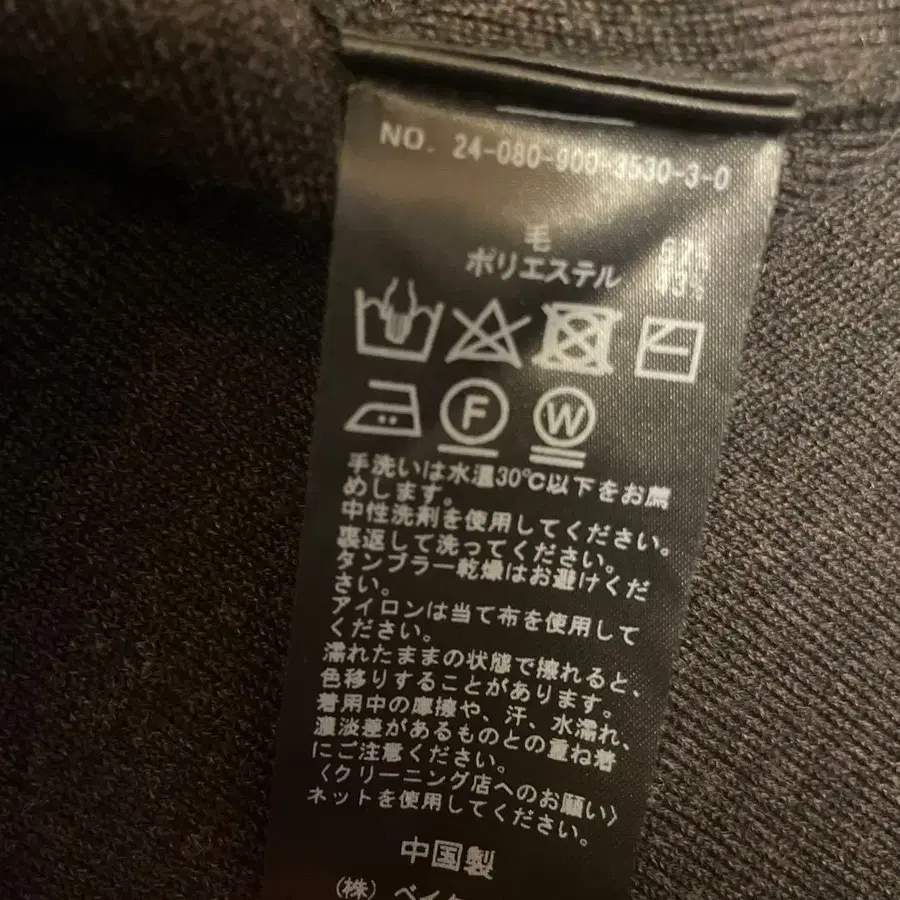 NO. 24-080-900-3530-3-0
毛
ポリエステル
F W
手洗いは水温30℃以下をお薦
めします。
中性洗剤を使用してください。
裏返して洗ってください。
タンブラー乾燥はお避けくだ
さい。
アイロンは当て布を使用して
ください。
濡れたままの状態で擦れると、
色移りすることがあります。
着用中の摩擦や、汗、水濡れ、
濃淡差があるものとの重ね着
にご注意ください。
〈クリーニング店へのお願い〉
ネットを使用してください。
中国製
(株)